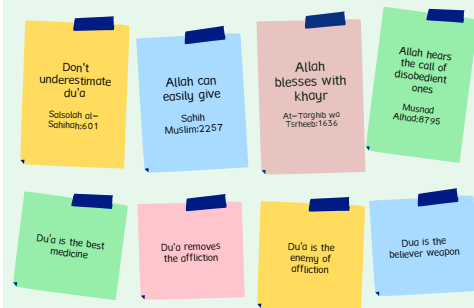 Don't
underestimate
du'a
Salsolah al-
Sahihah:601
Allah can
easily give
Sahih
Muslim:2257
Allah
blesses with
khayr
At-Targhib wa
Tsrheeb:1636
Allah hears
the call of
disobedient
ones
Musnad
Alhad:8795
Du'a is the best
medicine
Du'a removes
the affliction
Du'a is the
enemy of
affliction
Dua is the
believer weapon